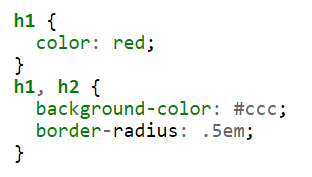 h1 {
  color: red;
}
h1, h2 {
  background-color: #ccc;
  border-radius: .5em;
}